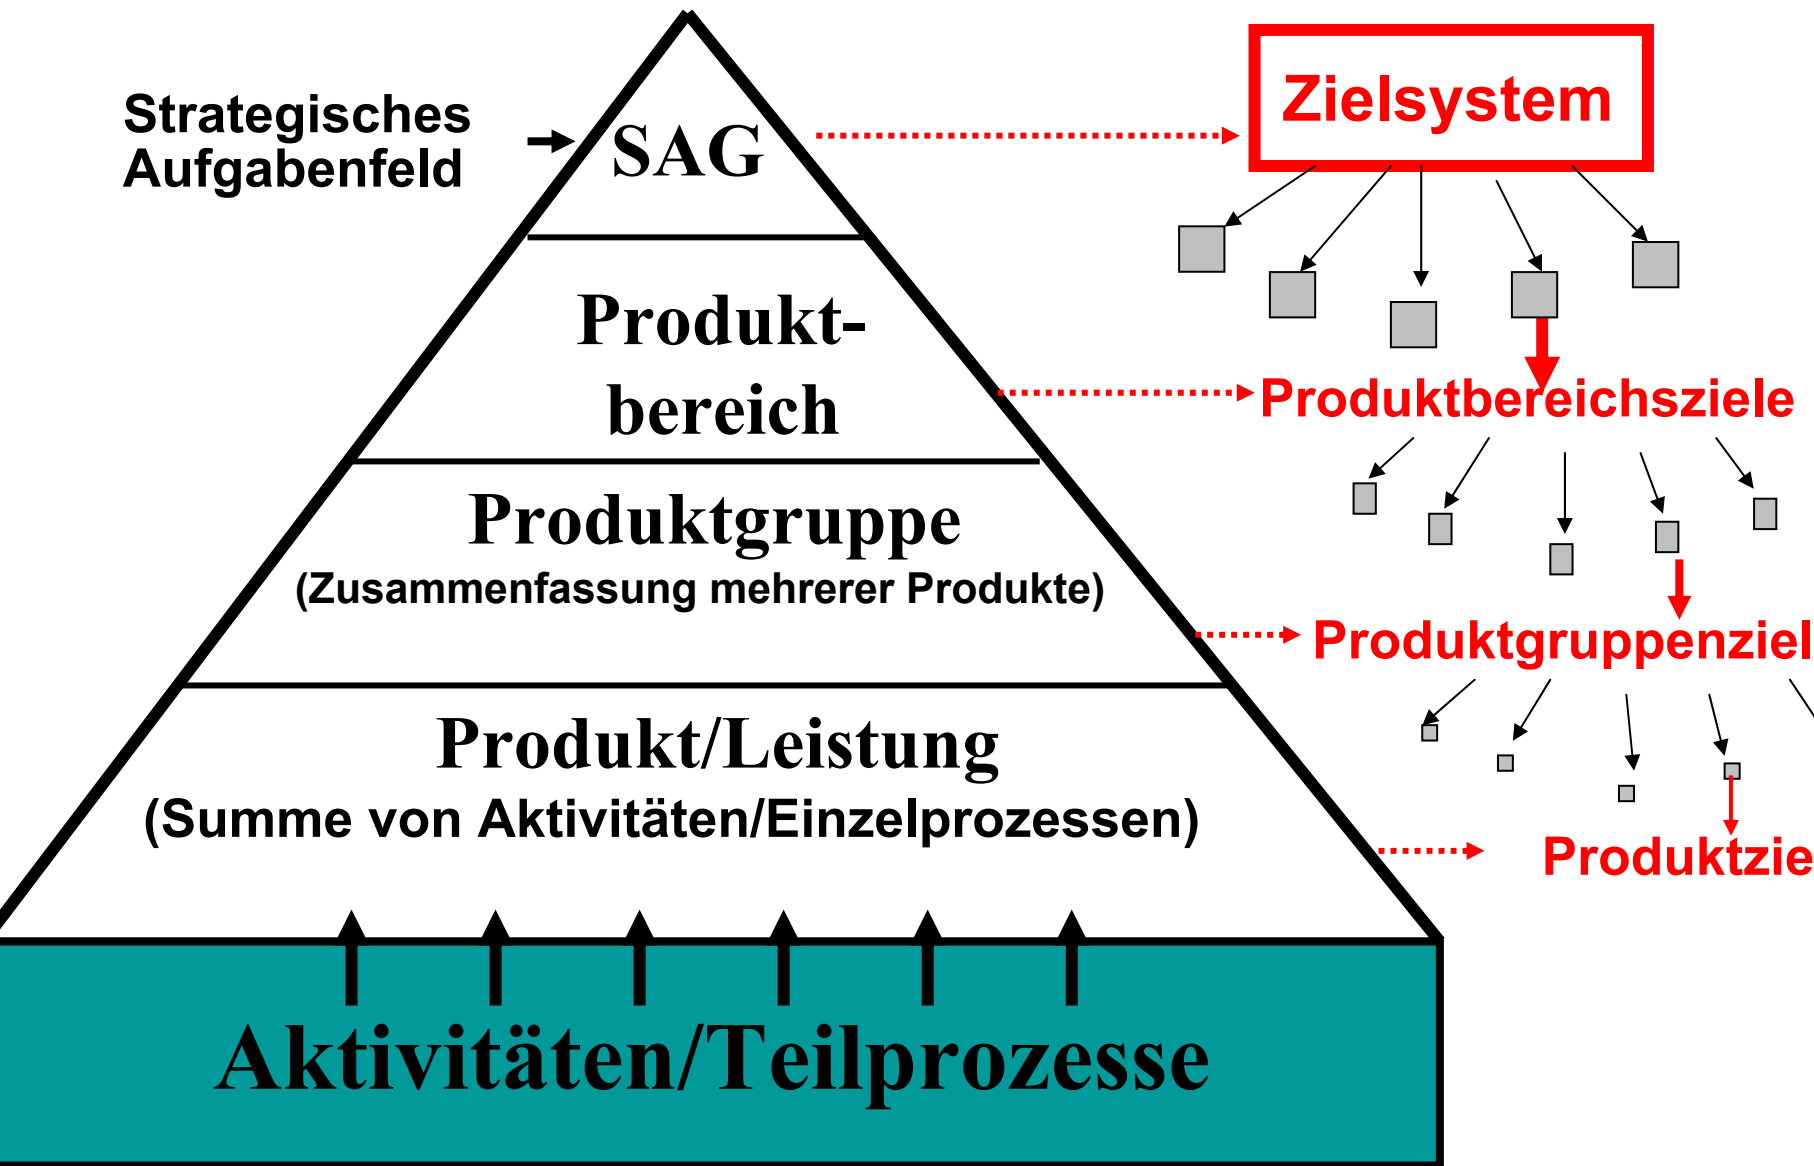 Strategisches
Aufgabenfeld
SAG
Zielsystem
Produkt-
bereich
Produktbereichsziele
Produktgruppe
(Zusammenfassung mehrerer Produkte)
Produktgruppenziel
Produkt/Leistung
(Summe von Aktivitäten/Einzelprozessen)
Produktzie
Aktivitäten/Teilprozesse